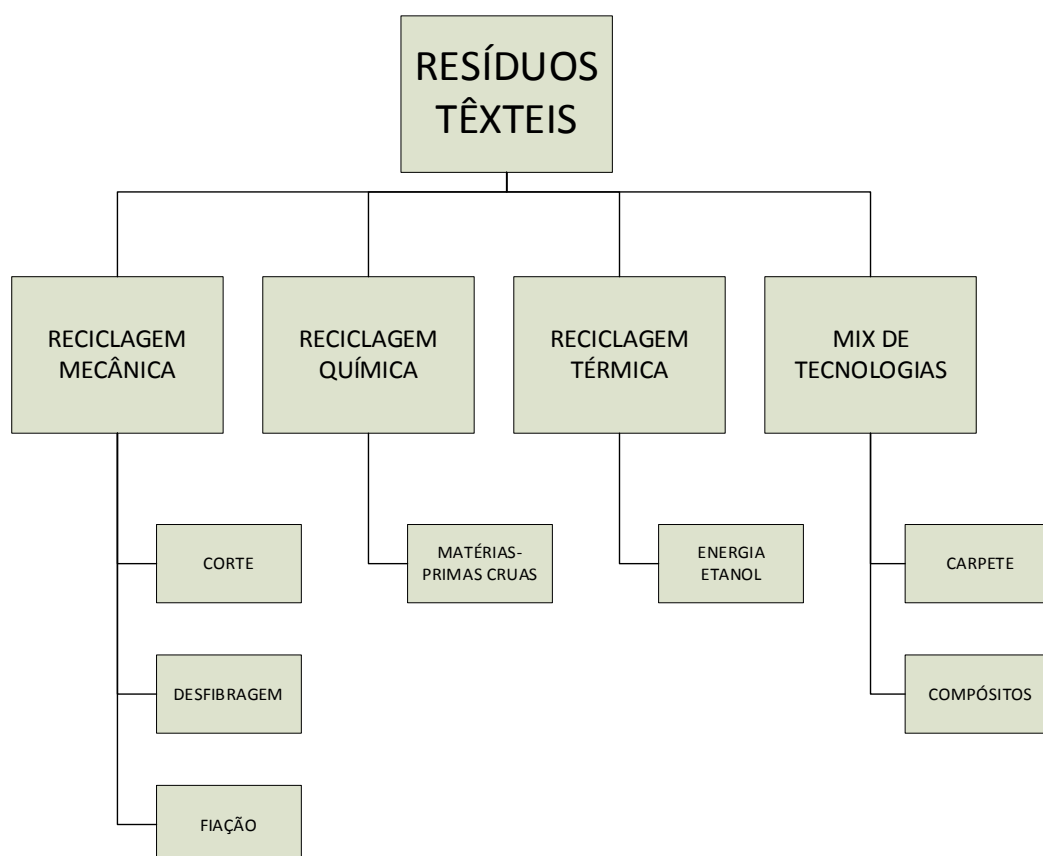 RESÍDUOS
TÊXTEIS
RECICLAGEM
MECÂNICA
RECICLAGEM
QUÍMICA
RECICLAGEM
TÉRMICA
MIX DE
TECNOLOGIAS
CORTE
MATÉRIAS-
PRIMAS CRUAS
ENERGIA
ETANOL
CARPETE
DESFIBRAGEM
COMPÓSITOS
FIAÇÃO